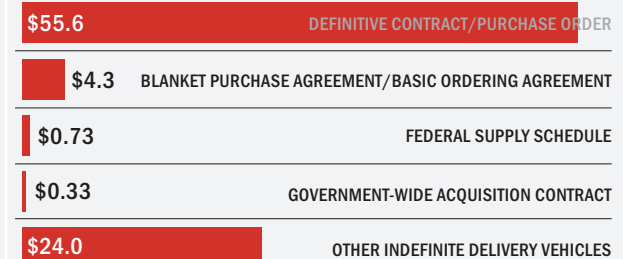 $55.6 DEFINITIVE CONTRACT/PURCHASE ORDER
$4.3 BLANKET PURCHASE AGREEMENT/BASIC ORDERING AGREEMENT
$0.73 FEDERAL SUPPLY SCHEDULE
$0.33 GOVERNMENT-WIDE ACQUISITION CONTRACT
$24.0 OTHER INDEFINITE DELIVERY VEHICLES